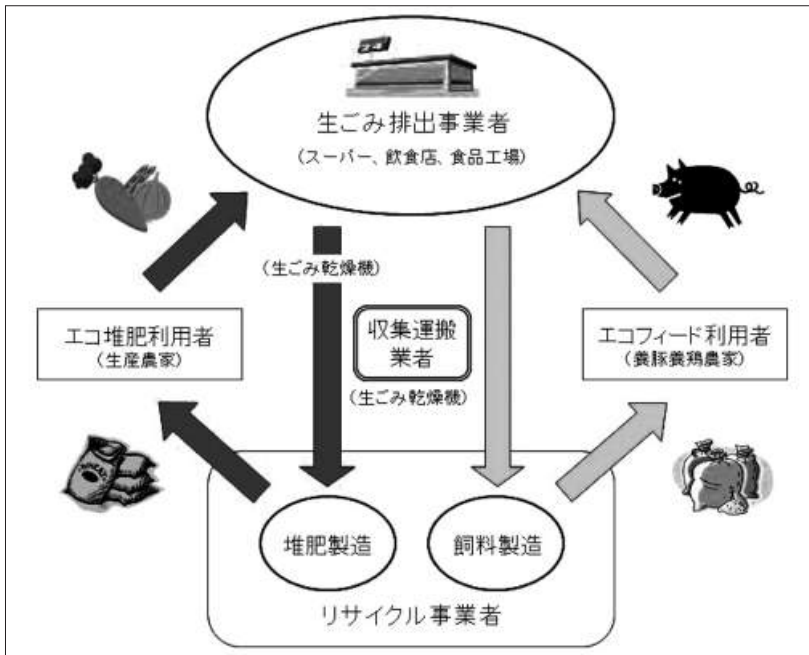 生ごみ排出事業者
(スーパー、飲食店、食品工場)
(生ごみ乾燥機)
収集運搬
業者
(生ごみ乾燥機)
エコ堆肥利用者
(生産農家)
エコフィード利用者
(養豚養鶏農家)
堆肥製造
飼料製造
リサイクル事業者